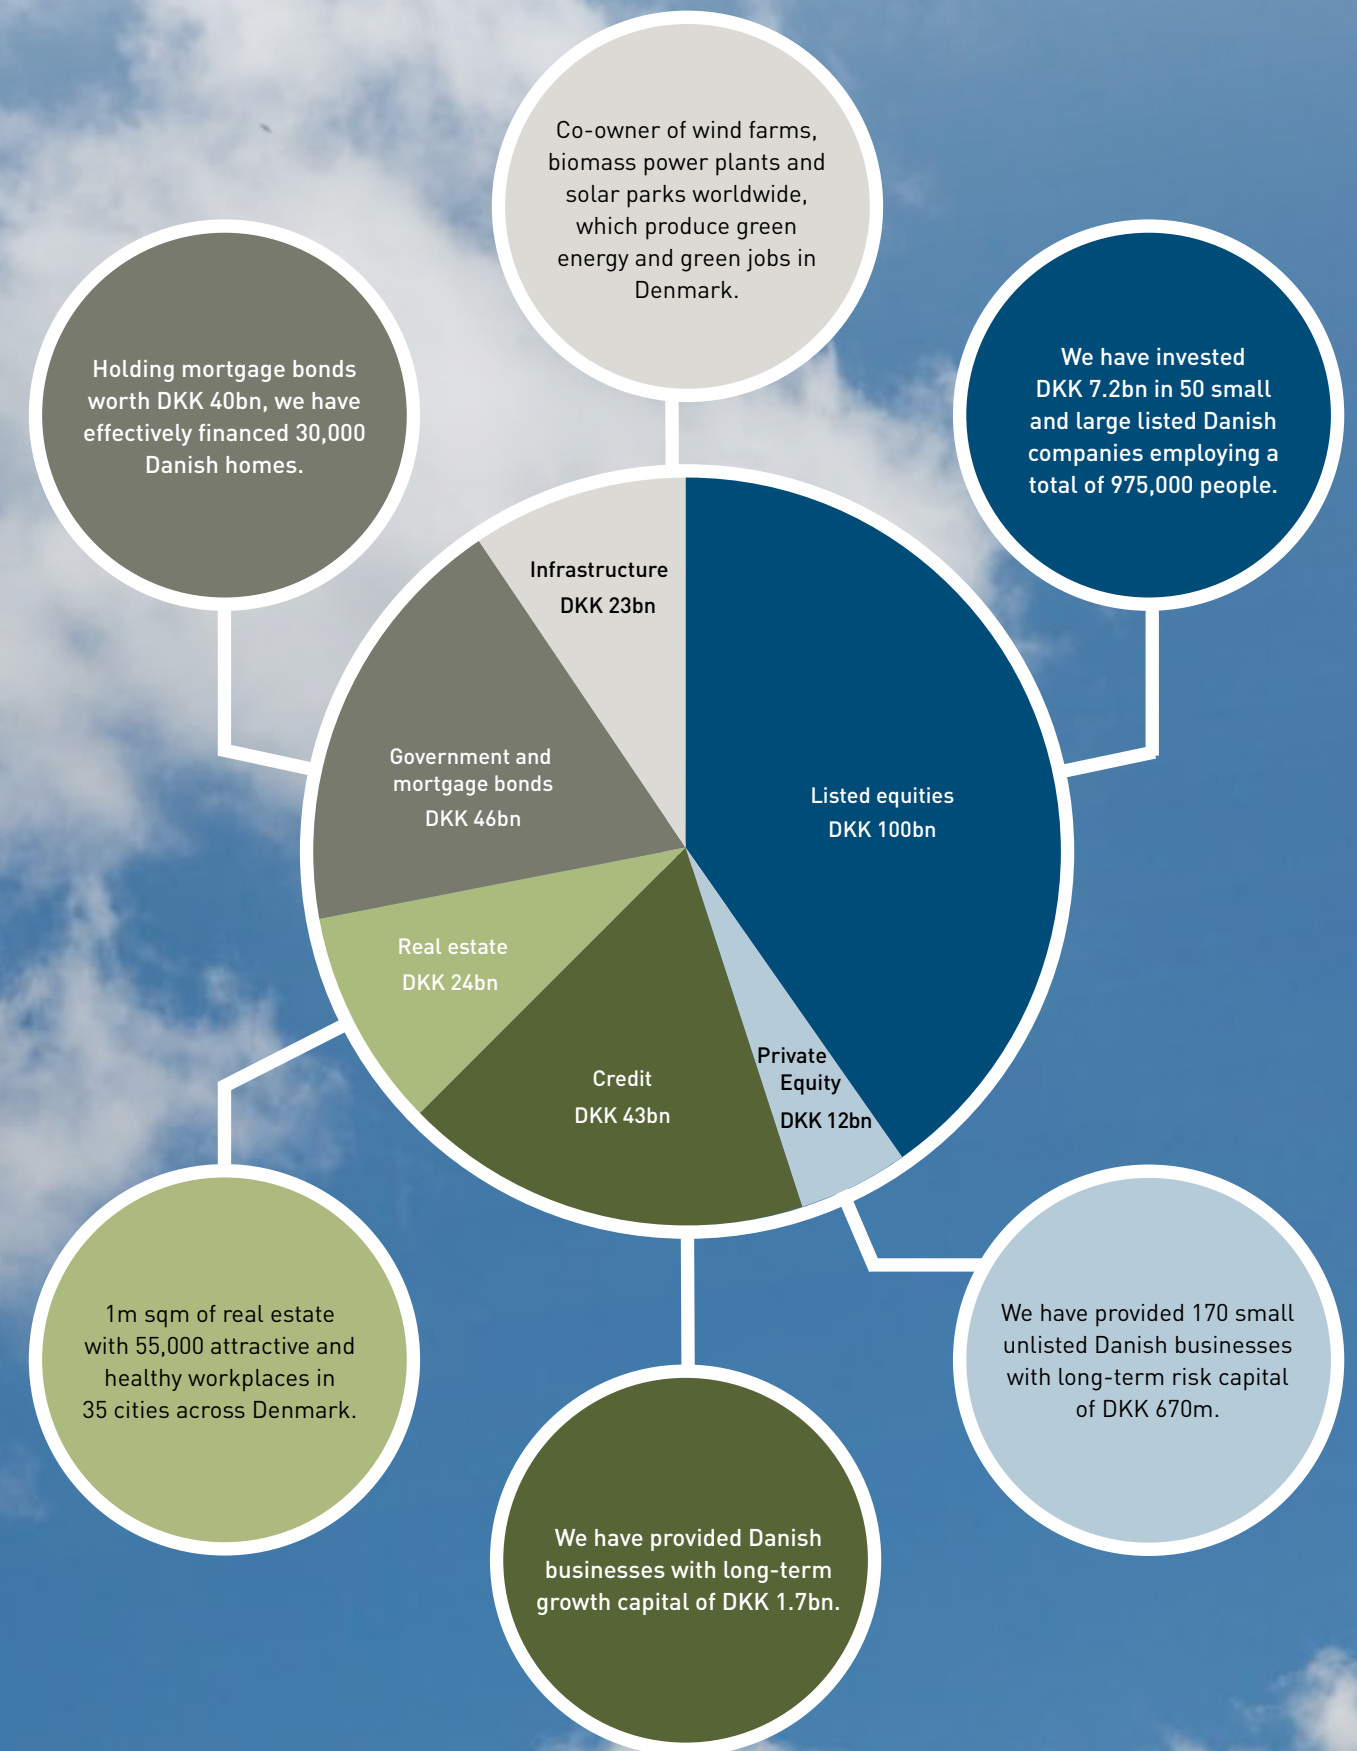 Co-owner of wind farms,
biomass power plants and
solar parks worldwide,
which produce green
energy and green jobs in
Denmark.
Holding mortgage bonds
worth DKK 40bn, we have
effectively financed 30,000
Danish homes.
We have invested
DKK 7.2bn in 50 small
and large listed Danish
companies employing a
total of 975,000 people.
Infrastructure
DKK 23bn
Government and
mortgage bonds
DKK 46bn
Listed equities
DKK 100bn
Real estate
DKK 24bn
Credit
DKK 43bn
Private
Equity
DKK 12bn
1m sqm of real estate
with 55,000 attractive and
healthy workplaces in
35 cities across Denmark.
We have provided 170 small
unlisted Danish businesses
with long-term risk capital
of DKK 670m.
We have provided Danish
businesses with long-term
growth capital of DKK 1.7bn.